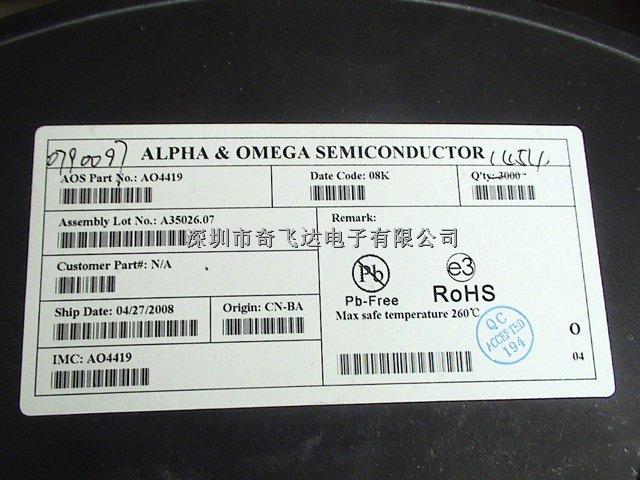 0790097 ALPHA & OMEGA SEMICONDUCTOR 1454
AOS Part No.: AO4419
Date Code: 08K
Q'ty: 3000
Assembly Lot No.: A35026.07
Remark:
深圳市奇飞达电子有限公司
Customer Part#: N/A
Pb
Pb-Free
e3
RoHS
Ship Date: 04/27/2008
Origin: CN-BA
Max safe temperature 260℃
QC
ACCEPTED
194
IMC: AO4419
O
04